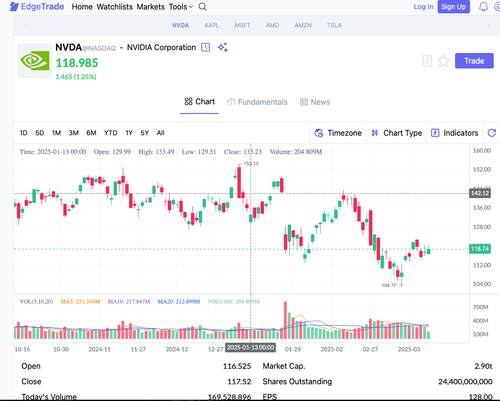 EdgeTrade Home Watchlists Markets Tools Log In Sign Up
NVDA AAPL MSFT AMD AMZN TSLA
NVDA@NASDAQ - NVIDIA Corporation
118.985
1.465 (1.25%)
Trade
Chart Fundamentals News
1D 5D 1M 3M 6M YTD 1Y 5Y All Timezone Chart Type Indicators
Time: 2025-01-13 00:00 Open: 129.99 High: 133.49 Low: 129.51 Close: 133.23 Volume: 204.809M
160.00
153.13
152.00
142.12
136.00
128.00
118.74
112.00
104.77
104.00
VOL(5,10,20) MA5: 231.384M MA10: 217.847M MA20: 212.899M VOLUME: 204.809M
700M
400M
100M
10-16 10-30 2024-11 11-27 2024-12 12-27 2025-01-13 00:00 01-29 2025-02 02-27 2025-03
Open 116.525 Market Cap. 2.90t
Close 117.52 Shares Outstanding 24,400,000,000
Today's Volume 169,528,896 EPS 128.00